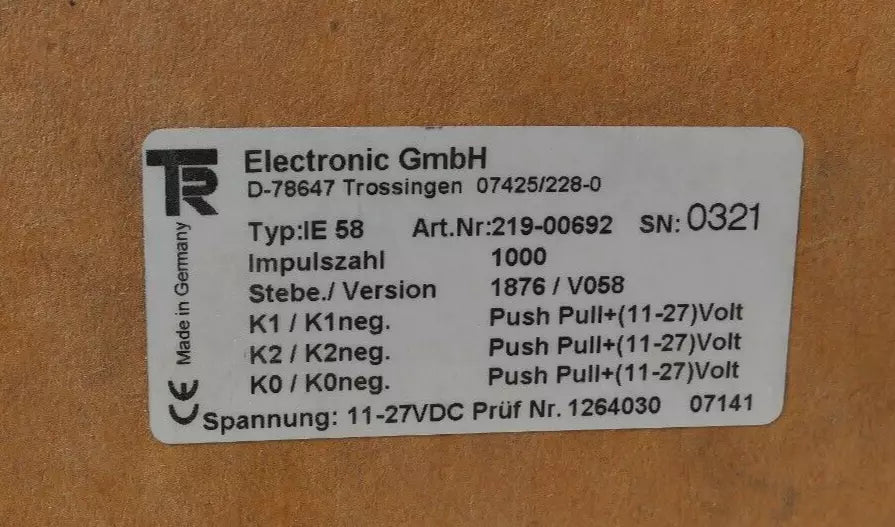 TR Electronic GmbH
D-78647 Trossingen 07425/228-0
Typ:IE 58 Art.Nr:219-00692 SN: 0321
Impulszahl 1000
Stebe./ Version 1876 / V058
K1 / K1neg. Push Pull+(11-27)Volt
K2 / K2neg. Push Pull+(11-27)Volt
K0 / K0neg. Push Pull+(11-27)Volt
Spannung: 11-27VDC Prüf Nr. 1264030 07141
Made in Germany
CE